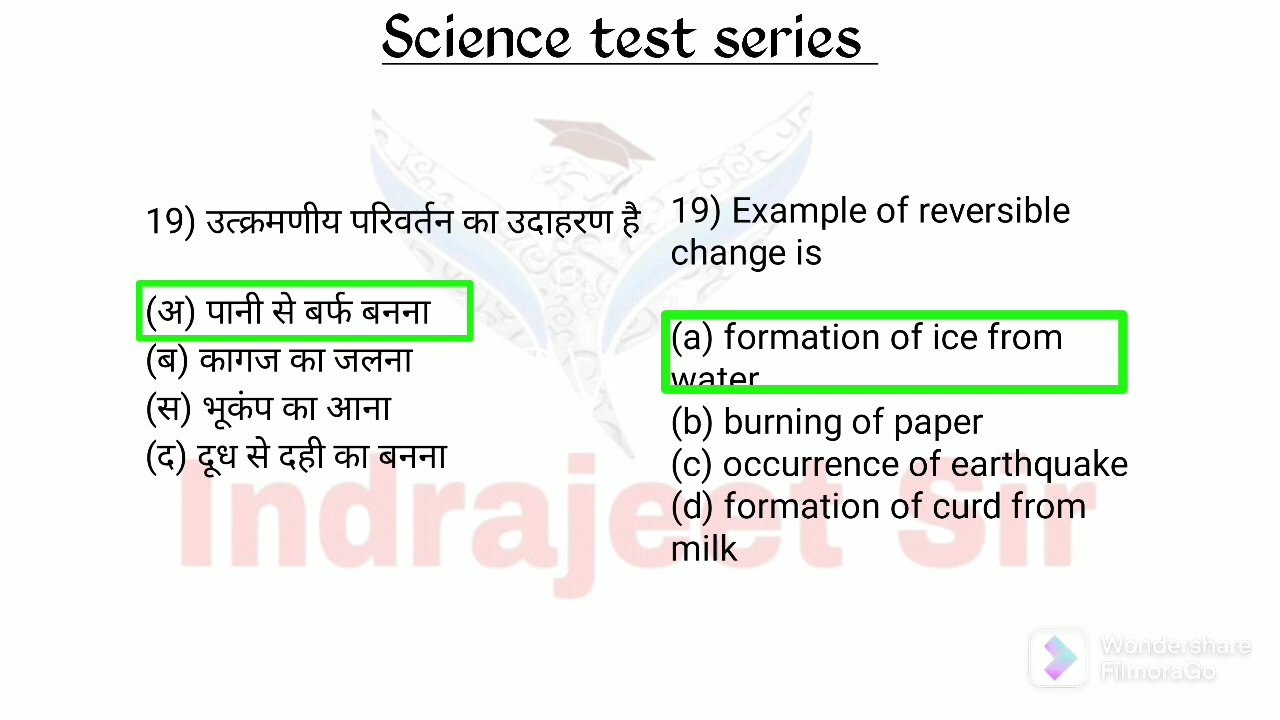 Science test series
19) उत्क्रमणीय परिवर्तन का उदाहरण है
(अ) पानी से बर्फ बनना
(ब) कागज का जलना
(स) भूकंप का आना
(द) दूध से दही का बनना
19) Example of reversible
change is
(a) formation of ice from
water
(b) burning of paper
(c) occurrence of earthquake
(d) formation of curd from
milk
Indrajeet Sir
Wondershare
FilmoraGo